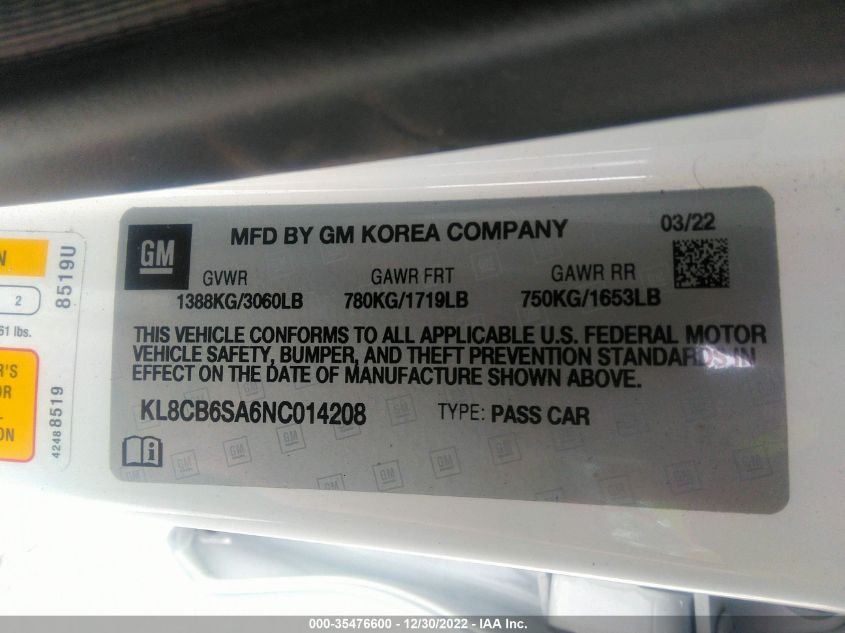 GM
MFD BY GM KOREA COMPANY
03/22
GVWR GAWR FRT GAWR RR
1388KG/3060LB 780KG/1719LB 750KG/1653LB
THIS VEHICLE CONFORMS TO ALL APPLICABLE U.S. FEDERAL MOTOR
VEHICLE SAFETY, BUMPER, AND THEFT PREVENTION STANDARDS IN
EFFECT ON THE DATE OF MANUFACTURE SHOWN ABOVE.
KL8CB6SA6NC014208 TYPE: PASS CAR
8519U
2
61 lbs.
42488519
000-35476600 - 12/30/2022 - IAA Inc.